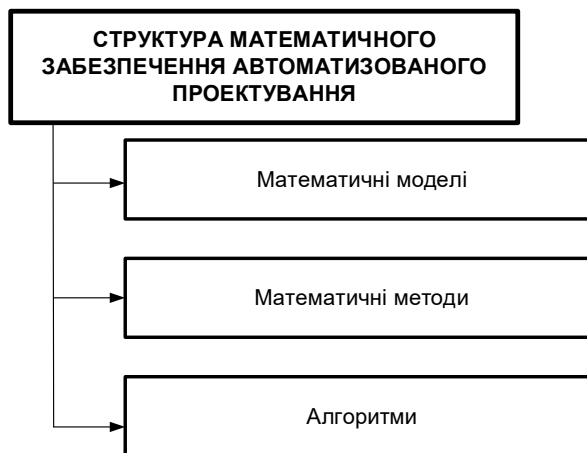 СТРУКТУРА МАТЕМАТИЧНОГО
ЗАБЕЗПЕЧЕННЯ АВТОМАТИЗОВАНОГО
ПРОЕКТУВАННЯ
Математичні моделі
Математичні методи
Алгоритми